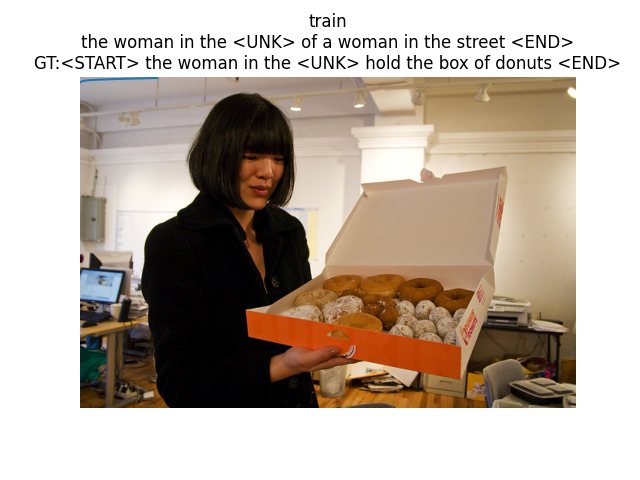 train
the woman in the <UNK> of a woman in the street <END>
GT:<START> the woman in the <UNK> hold the box of donuts <END>